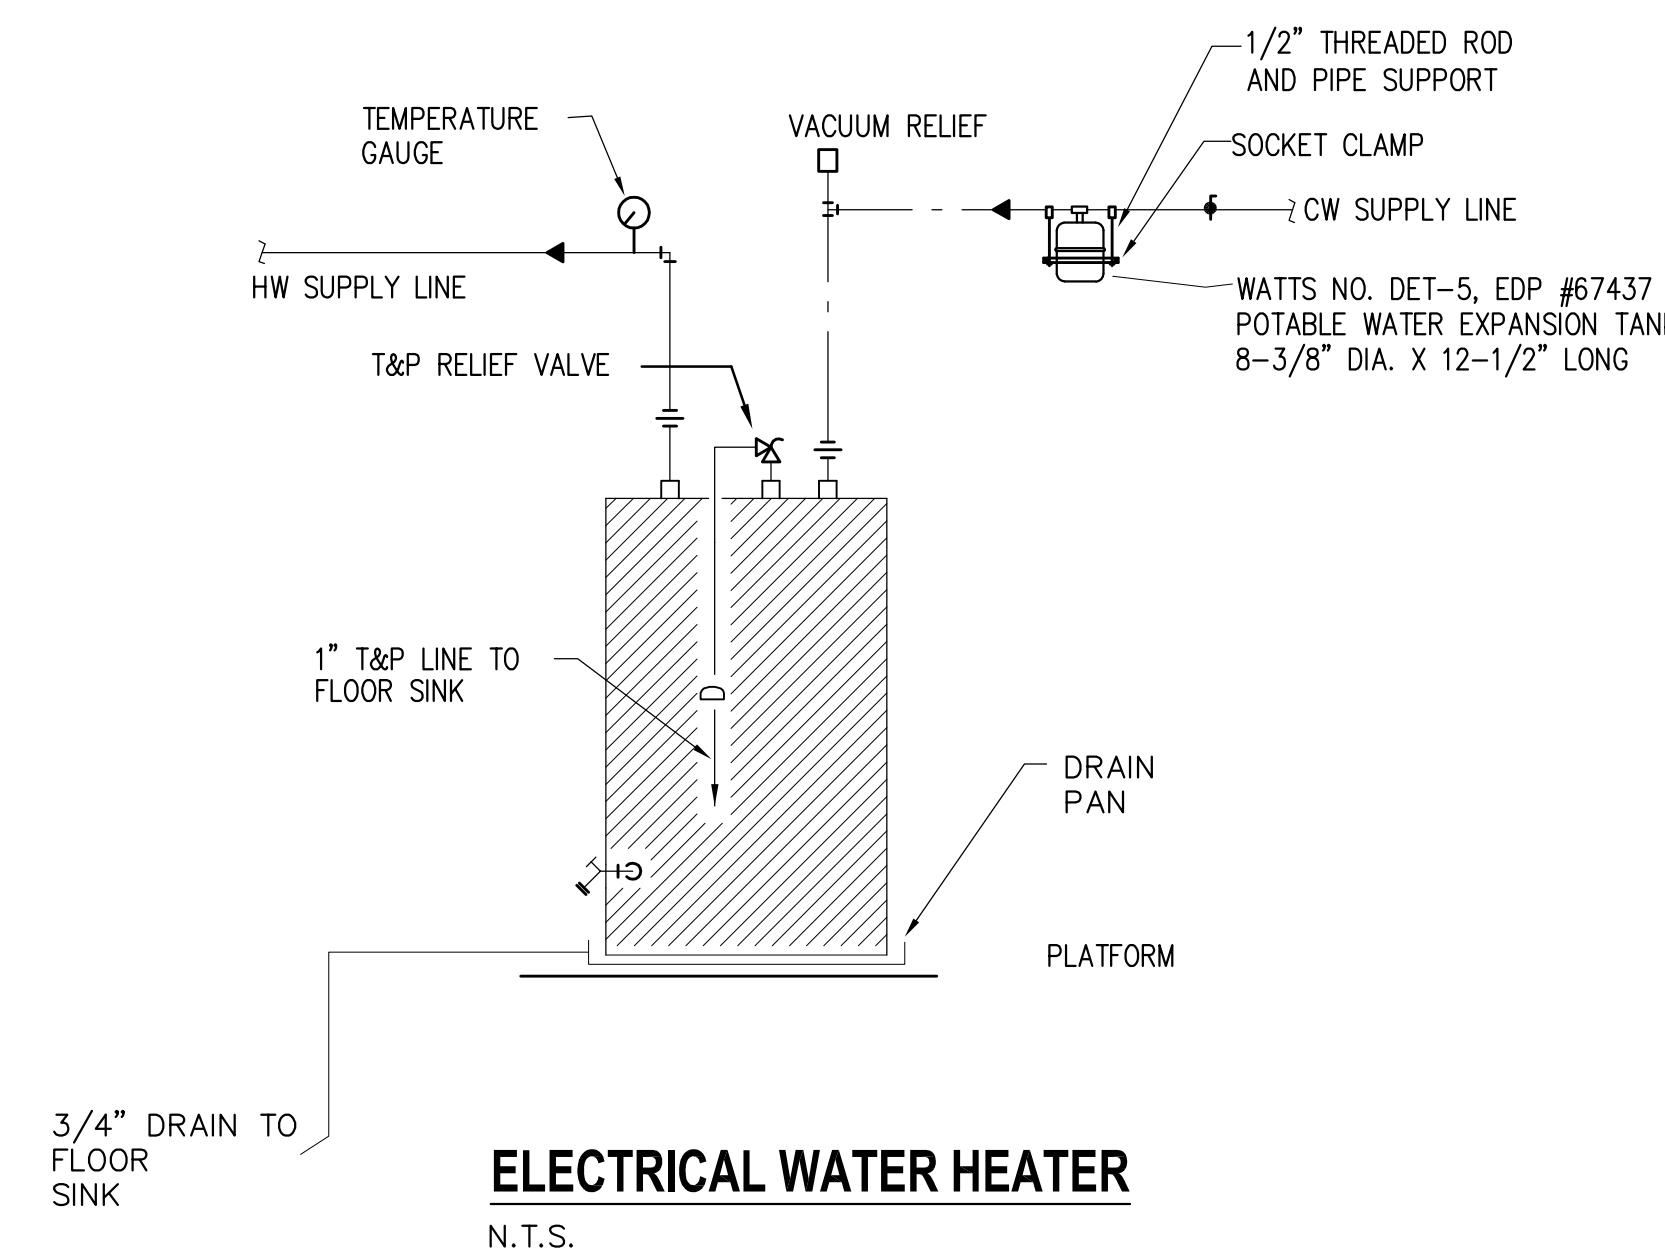 1/2" THREADED ROD
AND PIPE SUPPORT
TEMPERATURE
GAUGE
VACUUM RELIEF
SOCKET CLAMP
CW SUPPLY LINE
HW SUPPLY LINE
WATTS NO. DET-5, EDP #67437
POTABLE WATER EXPANSION TAN
8-3/8" DIA. X 12-1/2" LONG
T&P RELIEF VALVE
1" T&P LINE TO
FLOOR SINK
D
DRAIN
PAN
PLATFORM
3/4" DRAIN TO
FLOOR
SINK
ELECTRICAL WATER HEATER
N.T.S.